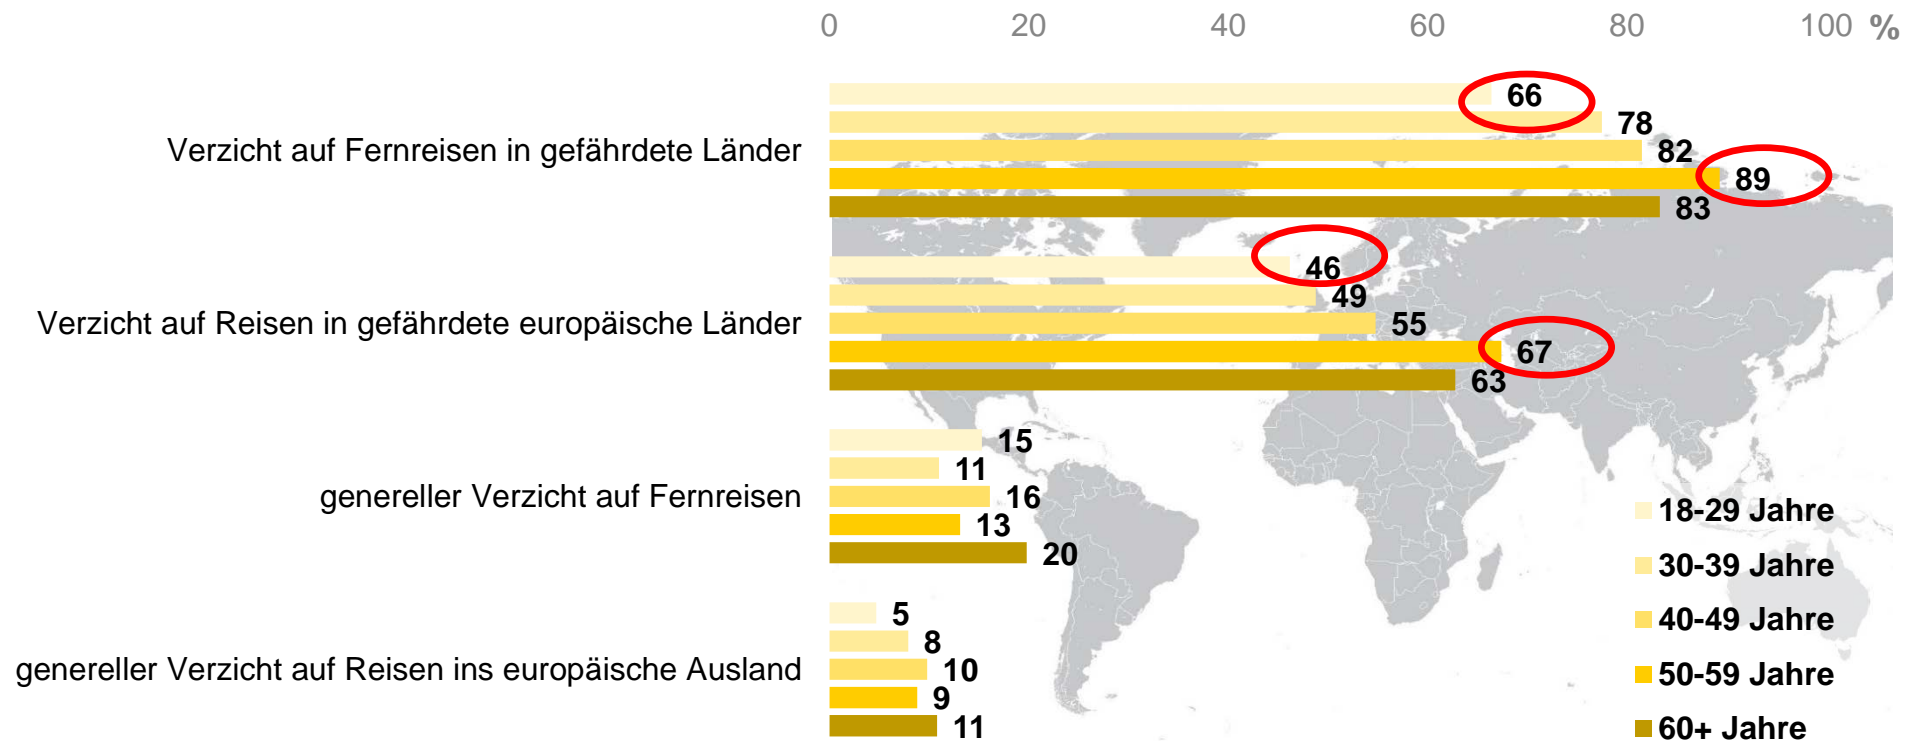 0 20 40 60 80 100 %
66
78
Verzicht auf Fernreisen in gefährdete Länder
82
89
83
46
49
Verzicht auf Reisen in gefährdete europäische Länder
55
67
63
15
11
genereller Verzicht auf Fernreisen
16
13
20
5
8
genereller Verzicht auf Reisen ins europäische Ausland
10
9
11
18-29 Jahre
30-39 Jahre
40-49 Jahre
50-59 Jahre
60+ Jahre